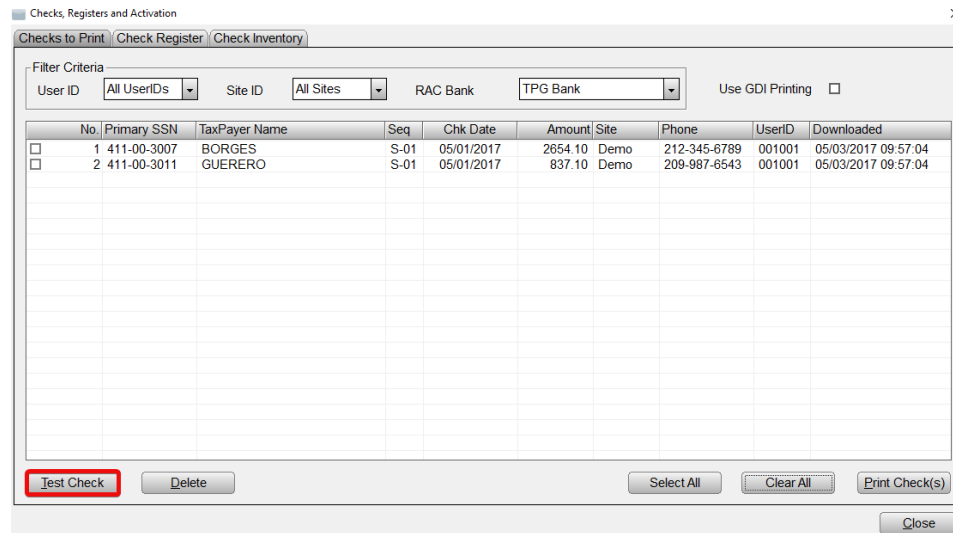 Checks, Registers and Activation
Checks to Print Check Register Check Inventory
Filter Criteria
User ID All UserIDs Site ID All Sites RAC Bank TPG Bank Use GDI Printing
No. Primary SSN TaxPayer Name Seq Chk Date Amount Site Phone UserID Downloaded
1 411-00-3007 BORGES S-01 05/01/2017 2654.10 Demo 212-345-6789 001001 05/03/2017 09:57:04
2 411-00-3011 GUERERO S-01 05/01/2017 837.10 Demo 209-987-6543 001001 05/03/2017 09:57:04
Test Check Delete Select All Clear All Print Check(s)
Close